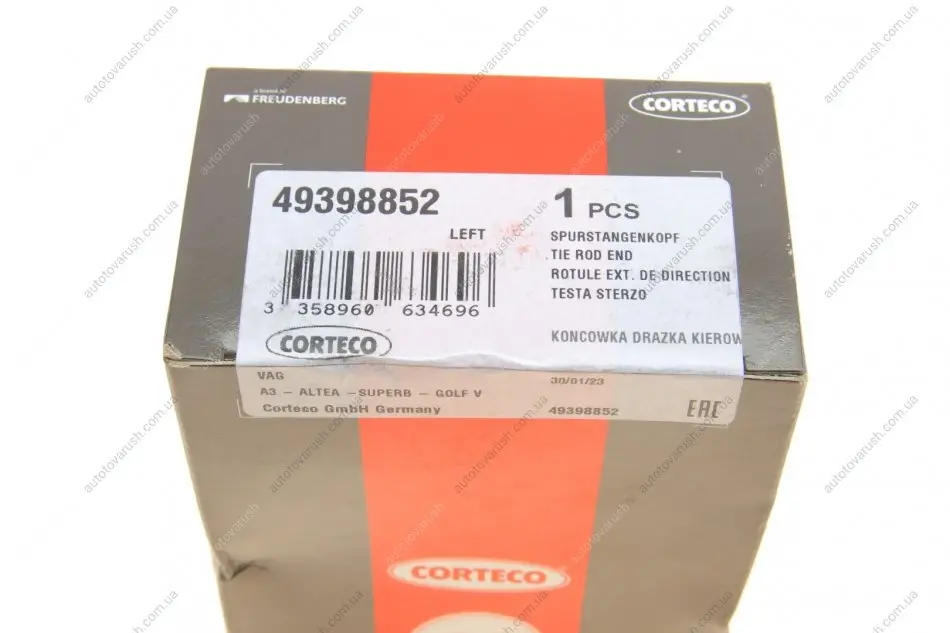 a brand of
FREUDENBERG
CORTECO
49398852
1 PCS
LEFT
SPURSTANGENKOPF
TIE ROD END
ROTULE EXT. DE DIRECTION
TESTA STERZO
3 358960 634696
CORTECO
KONCOWKA DRAZKA KIEROW
VAG
30/01/23
A3 - ALTEA -SUPERB - GOLF V
Corteco GmbH Germany
49398852
EAC
CORTECO
autotovarush.com.ua